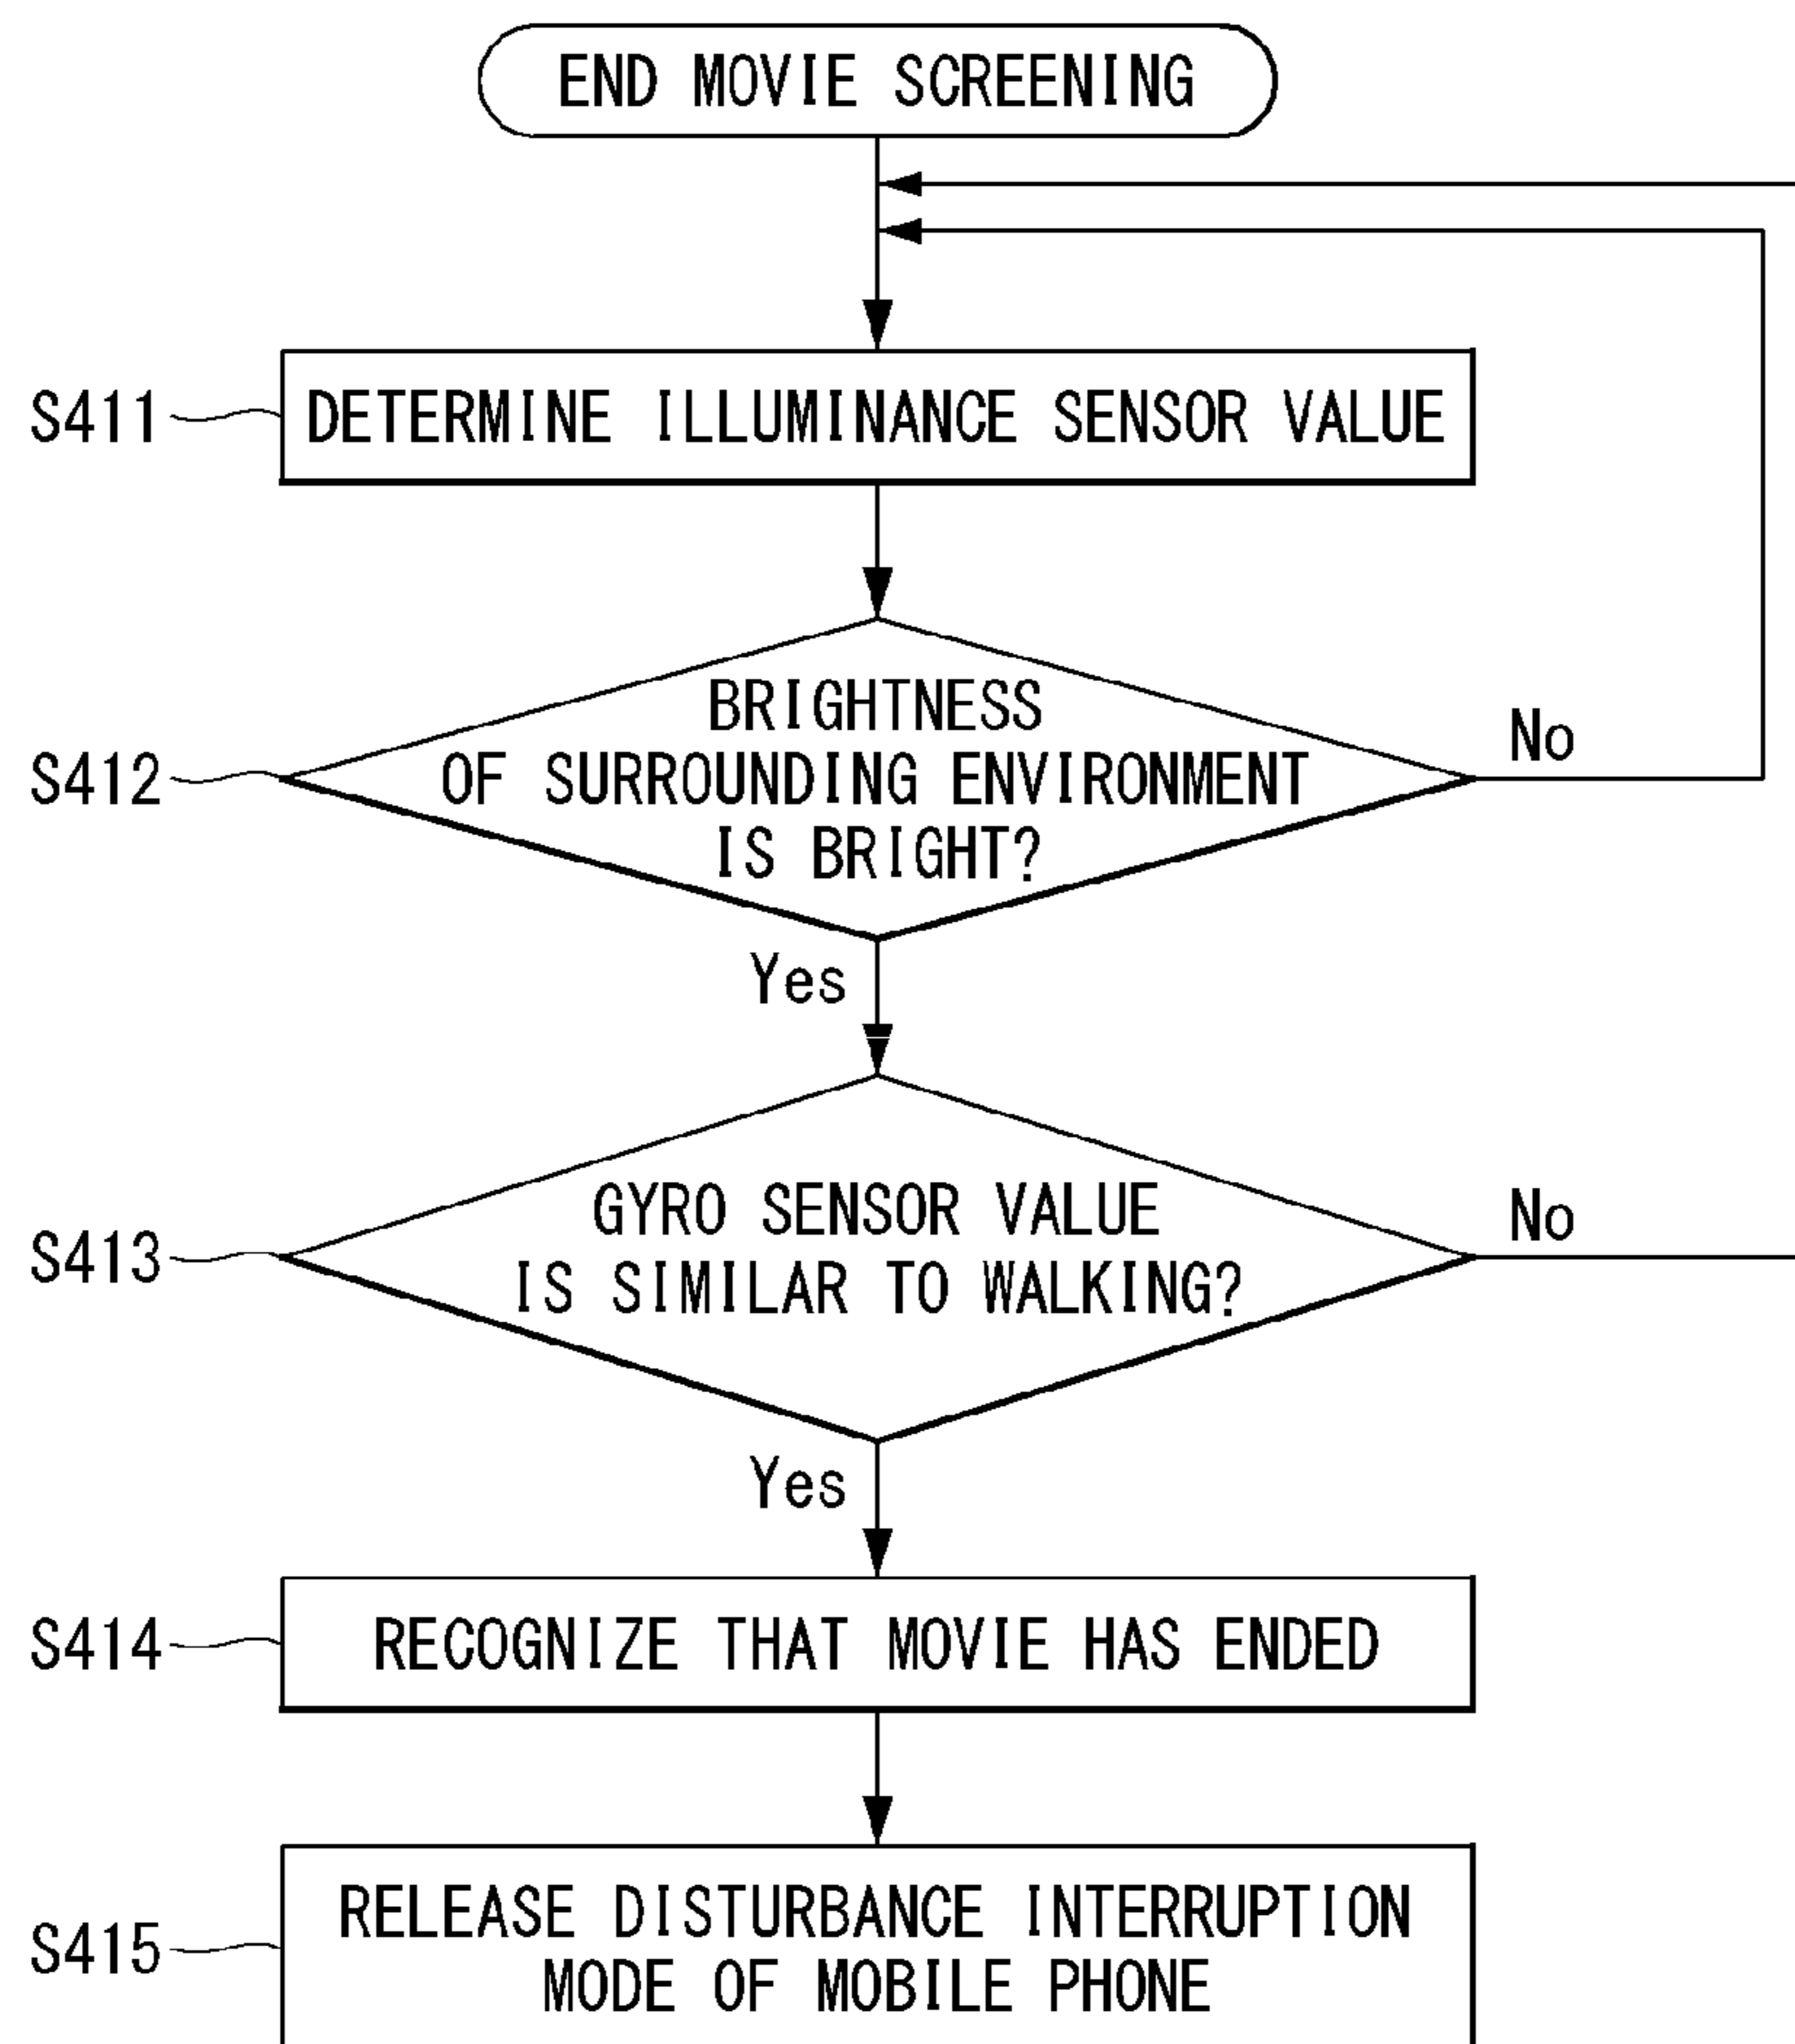 END MOVIE SCREENING
S411
DETERMINE ILLUMINANCE SENSOR VALUE
S412
BRIGHTNESS
OF SURROUNDING ENVIRONMENT
IS BRIGHT?
No
Yes
S413
GYRO SENSOR VALUE
IS SIMILAR TO WALKING?
No
Yes
S414
RECOGNIZE THAT MOVIE HAS ENDED
S415
RELEASE DISTURBANCE INTERRUPTION
MODE OF MOBILE PHONE